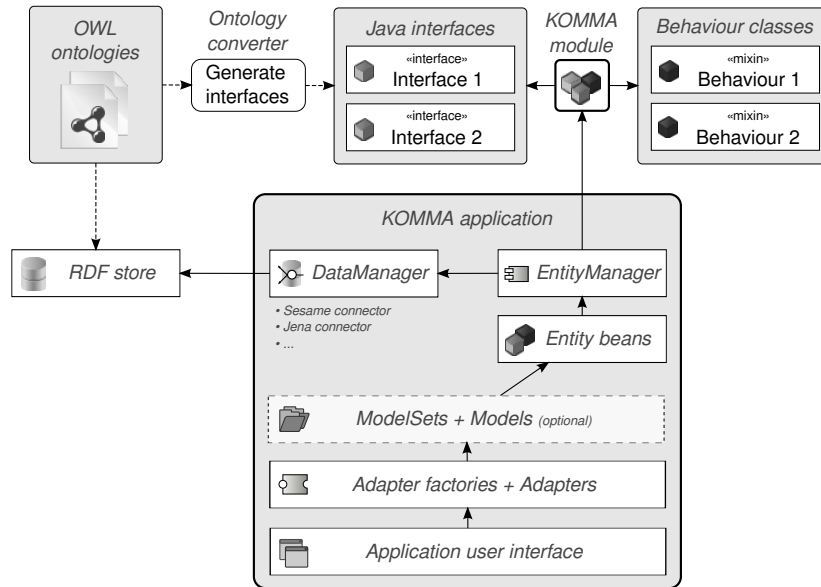 OWL
ontologies
Ontology
converter
Generate
interfaces
Java interfaces
«interface»
Interface 1
«interface»
Interface 2
KOMMA
module
Behaviour classes
«mixin»
Behaviour 1
«mixin»
Behaviour 2
KOMMA application
RDF store
DataManager
EntityManager
• Sesame connector
• Jena connector
• ...
Entity beans
ModelSets + Models (optional)
Adapter factories + Adapters
Application user interface